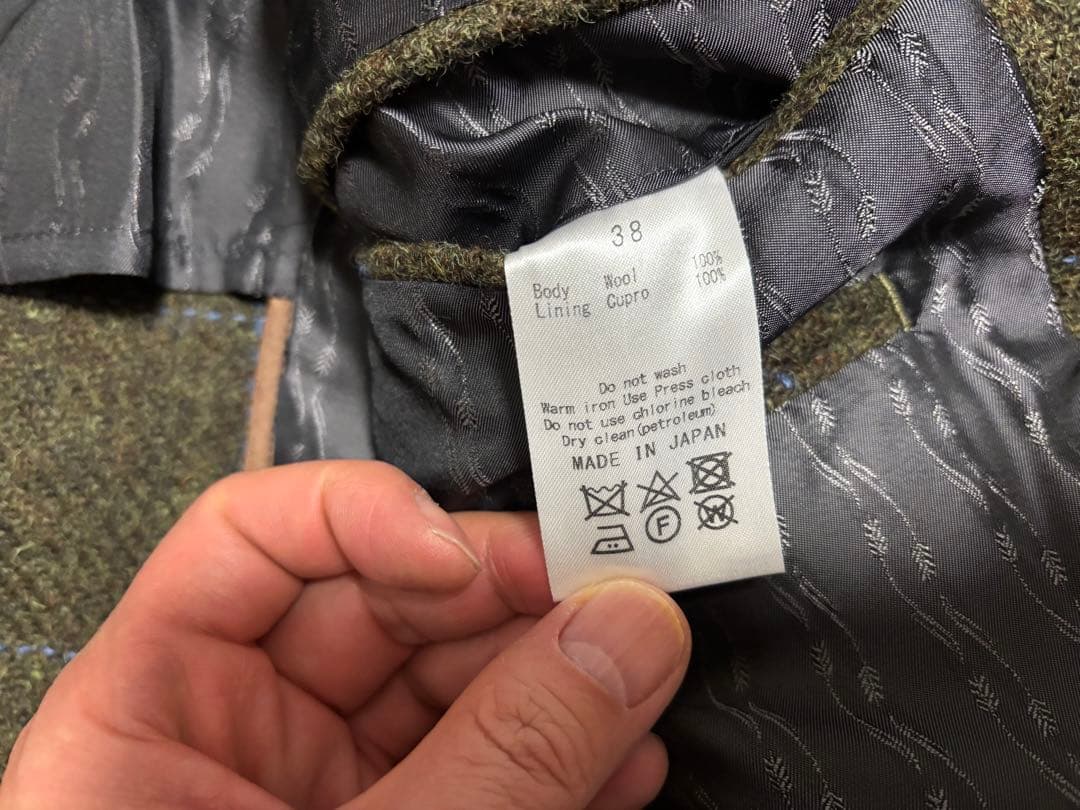 38
Body Wool 100%
Lining Cupro 100%
Do not wash
Warm iron Use Press cloth
Do not use chlorine bleach
Dry clean(petroleum)
MADE IN JAPAN
F W